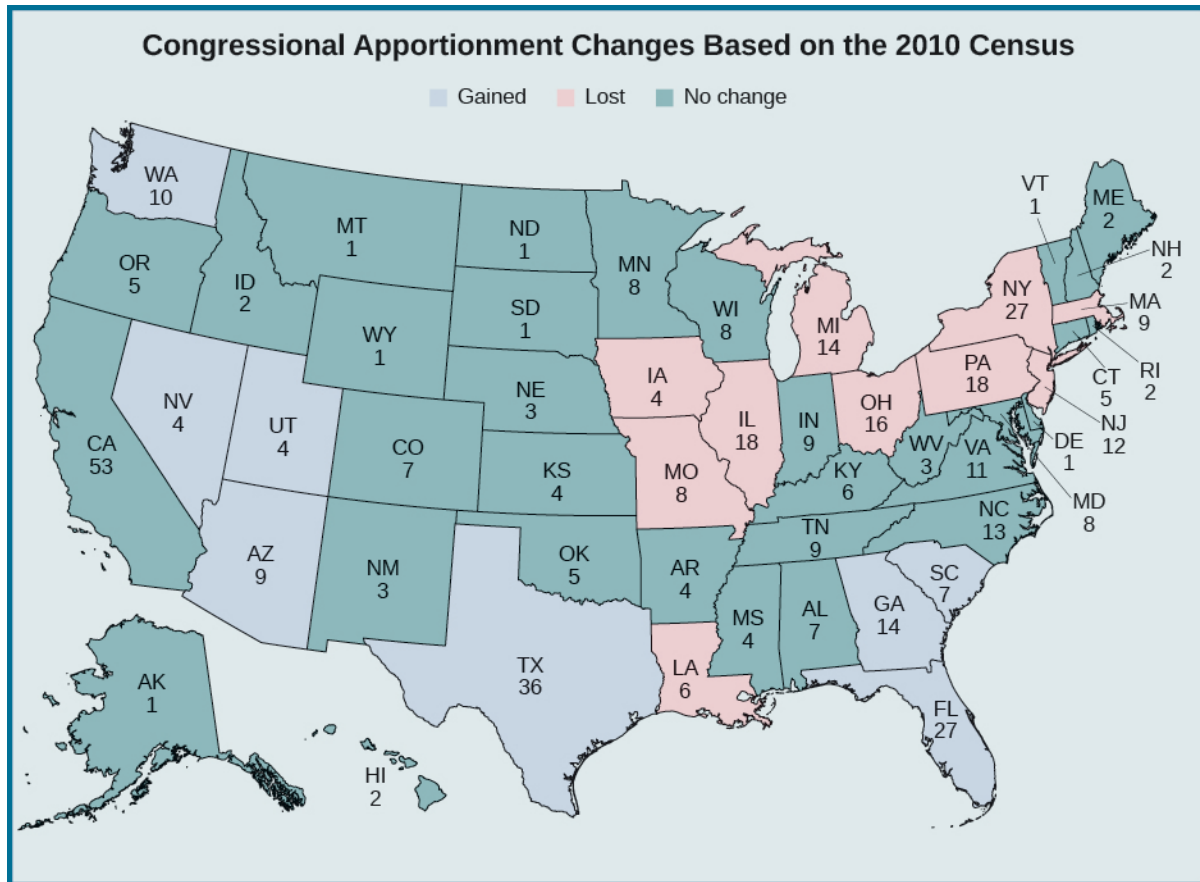 Congressional Apportionment Changes Based on the 2010 Census
Gained Lost No change
WA
10
OR
5
CA
53
NV
4
ID
2
MT
1
WY
1
UT
4
AZ
9
CO
7
NM
3
ND
1
SD
1
NE
3
KS
4
OK
5
TX
36
MN
8
IA
4
MO
8
AR
4
LA
6
WI
8
IL
18
MI
14
IN
9
OH
16
KY
6
TN
9
MS
4
AL
7
GA
14
FL
27
SC
7
NC
13
VA
11
WV
3
PA
18
NY
27
VT
1
ME
2
NH
2
MA
9
RI
2
CT
5
NJ
12
DE
1
MD
8
AK
1
HI
2